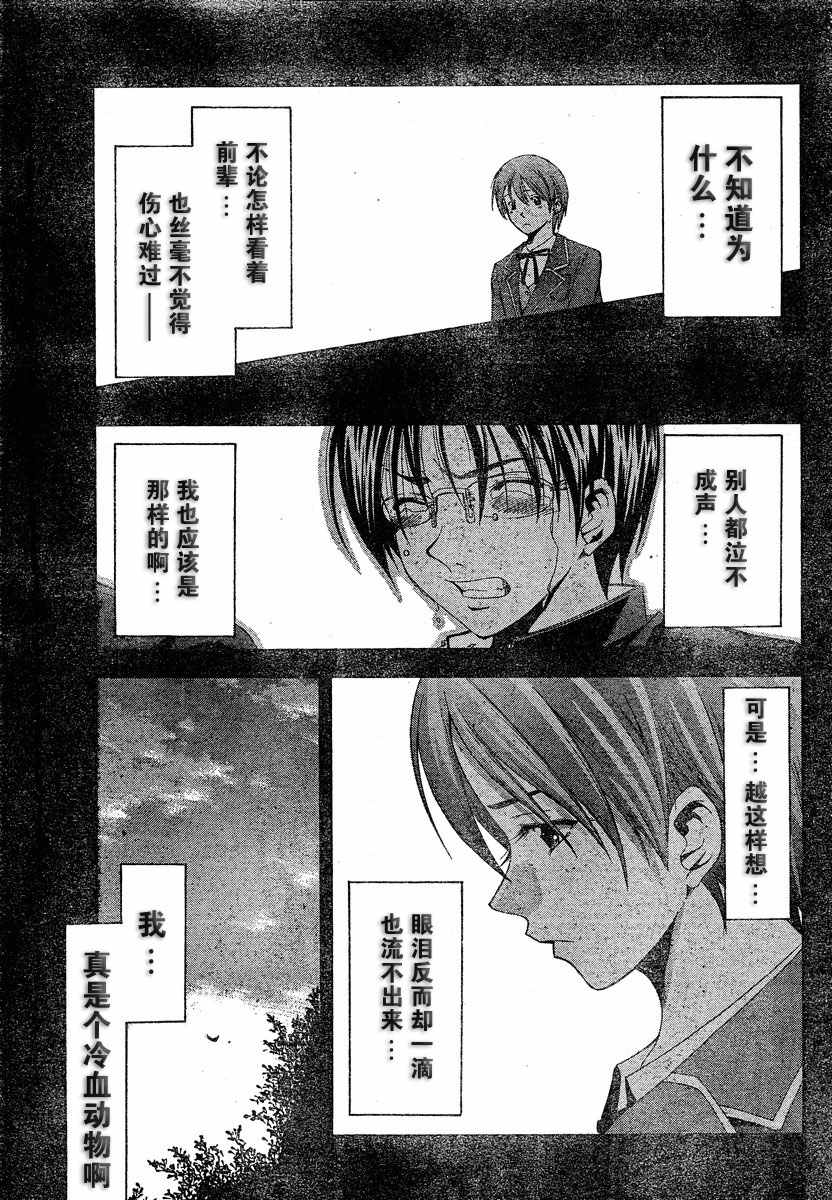 不知道为
什么…
不论怎样看着
前辈…
也丝毫不觉得
伤心难过——
别人都泣不
成声…
我也应该是
那样的啊…
可是…越这样想…
眼泪反而却一滴
也流不出来…
我…
真是个冷血动物啊